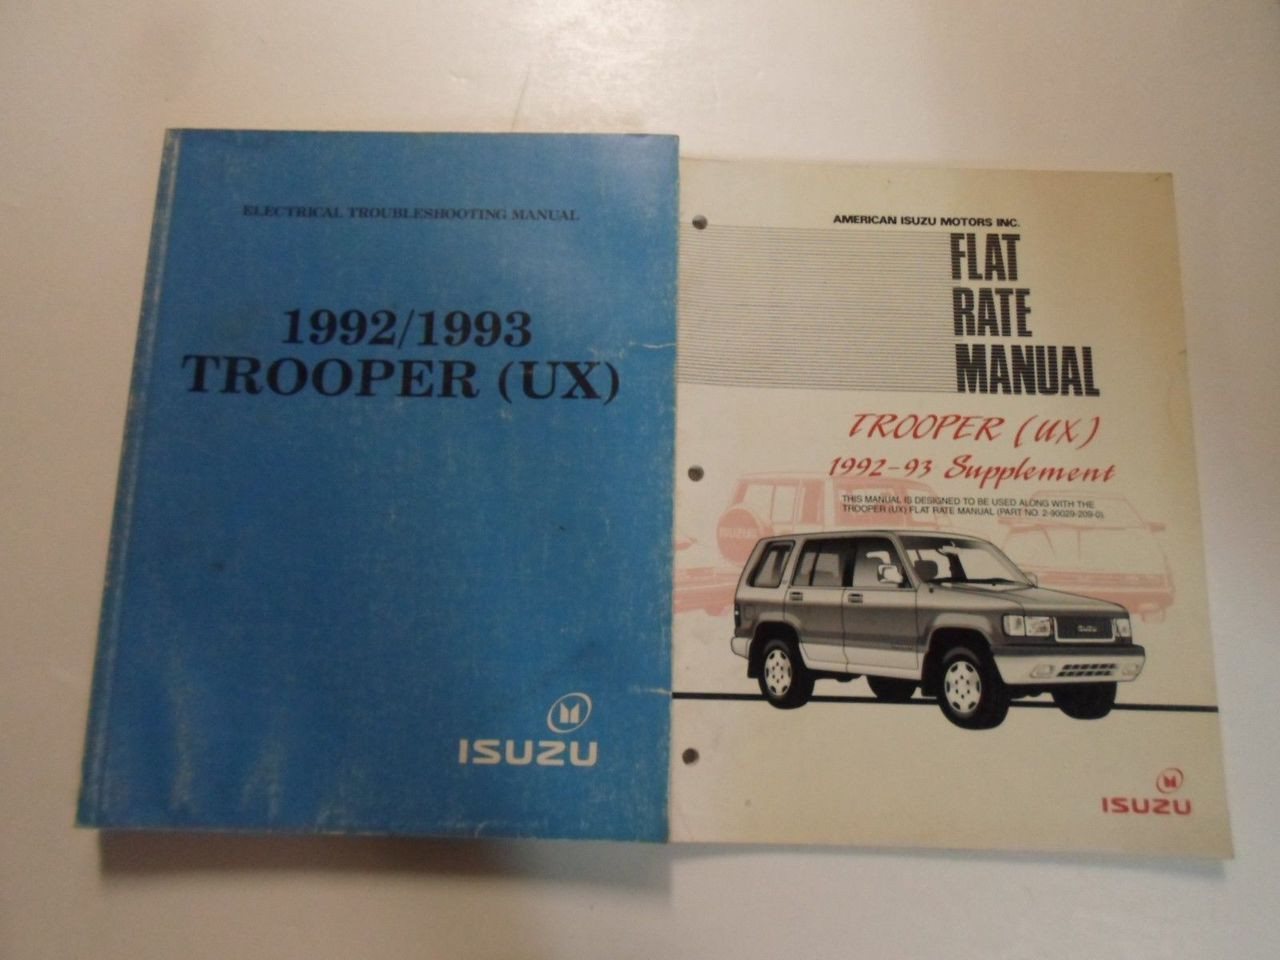 ELECTRICAL TROUBLESHOOTING MANUAL
1992/1993
TROOPER (UX)
ISUZU
AMERICAN ISUZU MOTORS INC.
FLAT
RATE
MANUAL
TROOPER (UX)
1992-93 Supplement
THIS MANUAL IS DESIGNED TO BE USED ALONG WITH THE
TROOPER (UX) FLAT RATE MANUAL (PART NO. 2-90029-209-0).
ISUZU
ISUZU
ISUZU